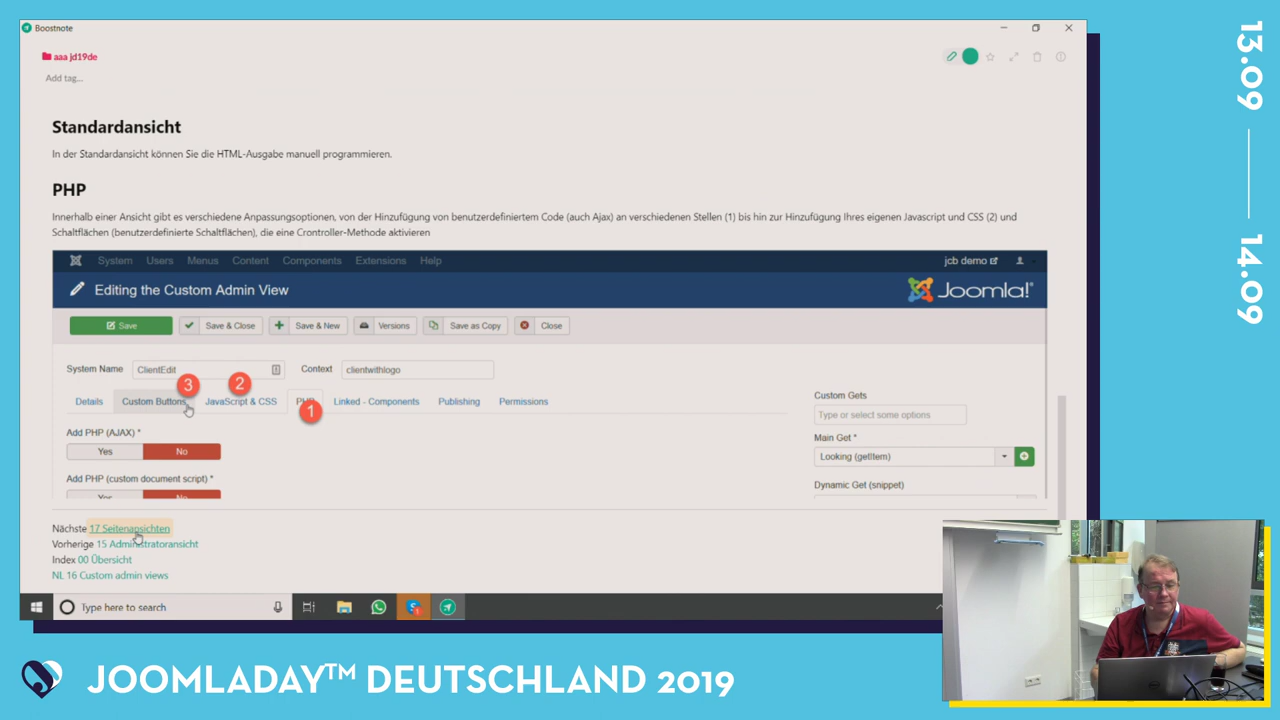 Boostnote
aaa jd19de
Add tag...
Standardansicht
In der Standardansicht können Sie die HTML-Ausgabe manuell programmieren.
PHP
Innerhalb einer Ansicht gibt es verschiedene Anpassungsoptionen, von der Hinzufügung von benutzerdefiniertem Code (auch Ajax) an verschiedenen Stellen (1) bis hin zur Hinzufügung Ihres eigenen Javascript und CSS (2) und
Schaltflächen (benutzerdefinierte Schaltflächen), die eine Crontroller-Methode aktivieren
System Users Menus Content Components Extensions Help jcb demo
Editing the Custom Admin View
Joomla!®
Save Save & Close Save & New Versions Save as Copy Close
System Name ClientEdit Context clientwithlogo
3 2
Details Custom Buttons JavaScript & CSS Linked - Components Publishing Permissions
1
Custom Gets
Type or select some options
Add PHP (AJAX) *
Yes No
Main Get *
Looking (getItem)
Add PHP (custom document script) *
Yes No
Dynamic Get (snippet)
Nächste 17 Seitenansichten
Vorherige 15 Administratoransicht
Index 00 Übersicht
NL 16 Custom admin views
Type here to search
13.09
14.09
JOOMLADAY™ DEUTSCHLAND 2019